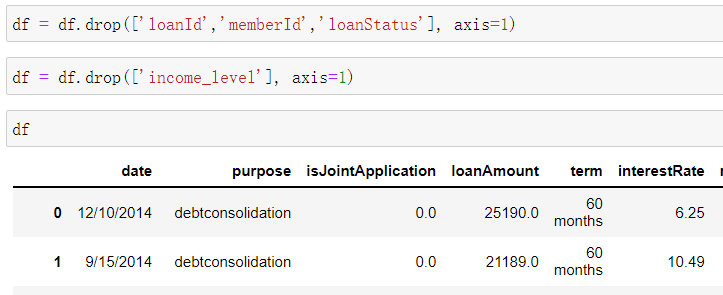 df = df.drop(['loanId','memberId','loanStatus'], axis=1)
df = df.drop(['income_level'], axis=1)
df
date purpose isJointApplication loanAmount term interestRate
0 12/10/2014 debtconsolidation 0.0 25190.0 60 months 6.25
1 9/15/2014 debtconsolidation 0.0 21189.0 60 months 10.49